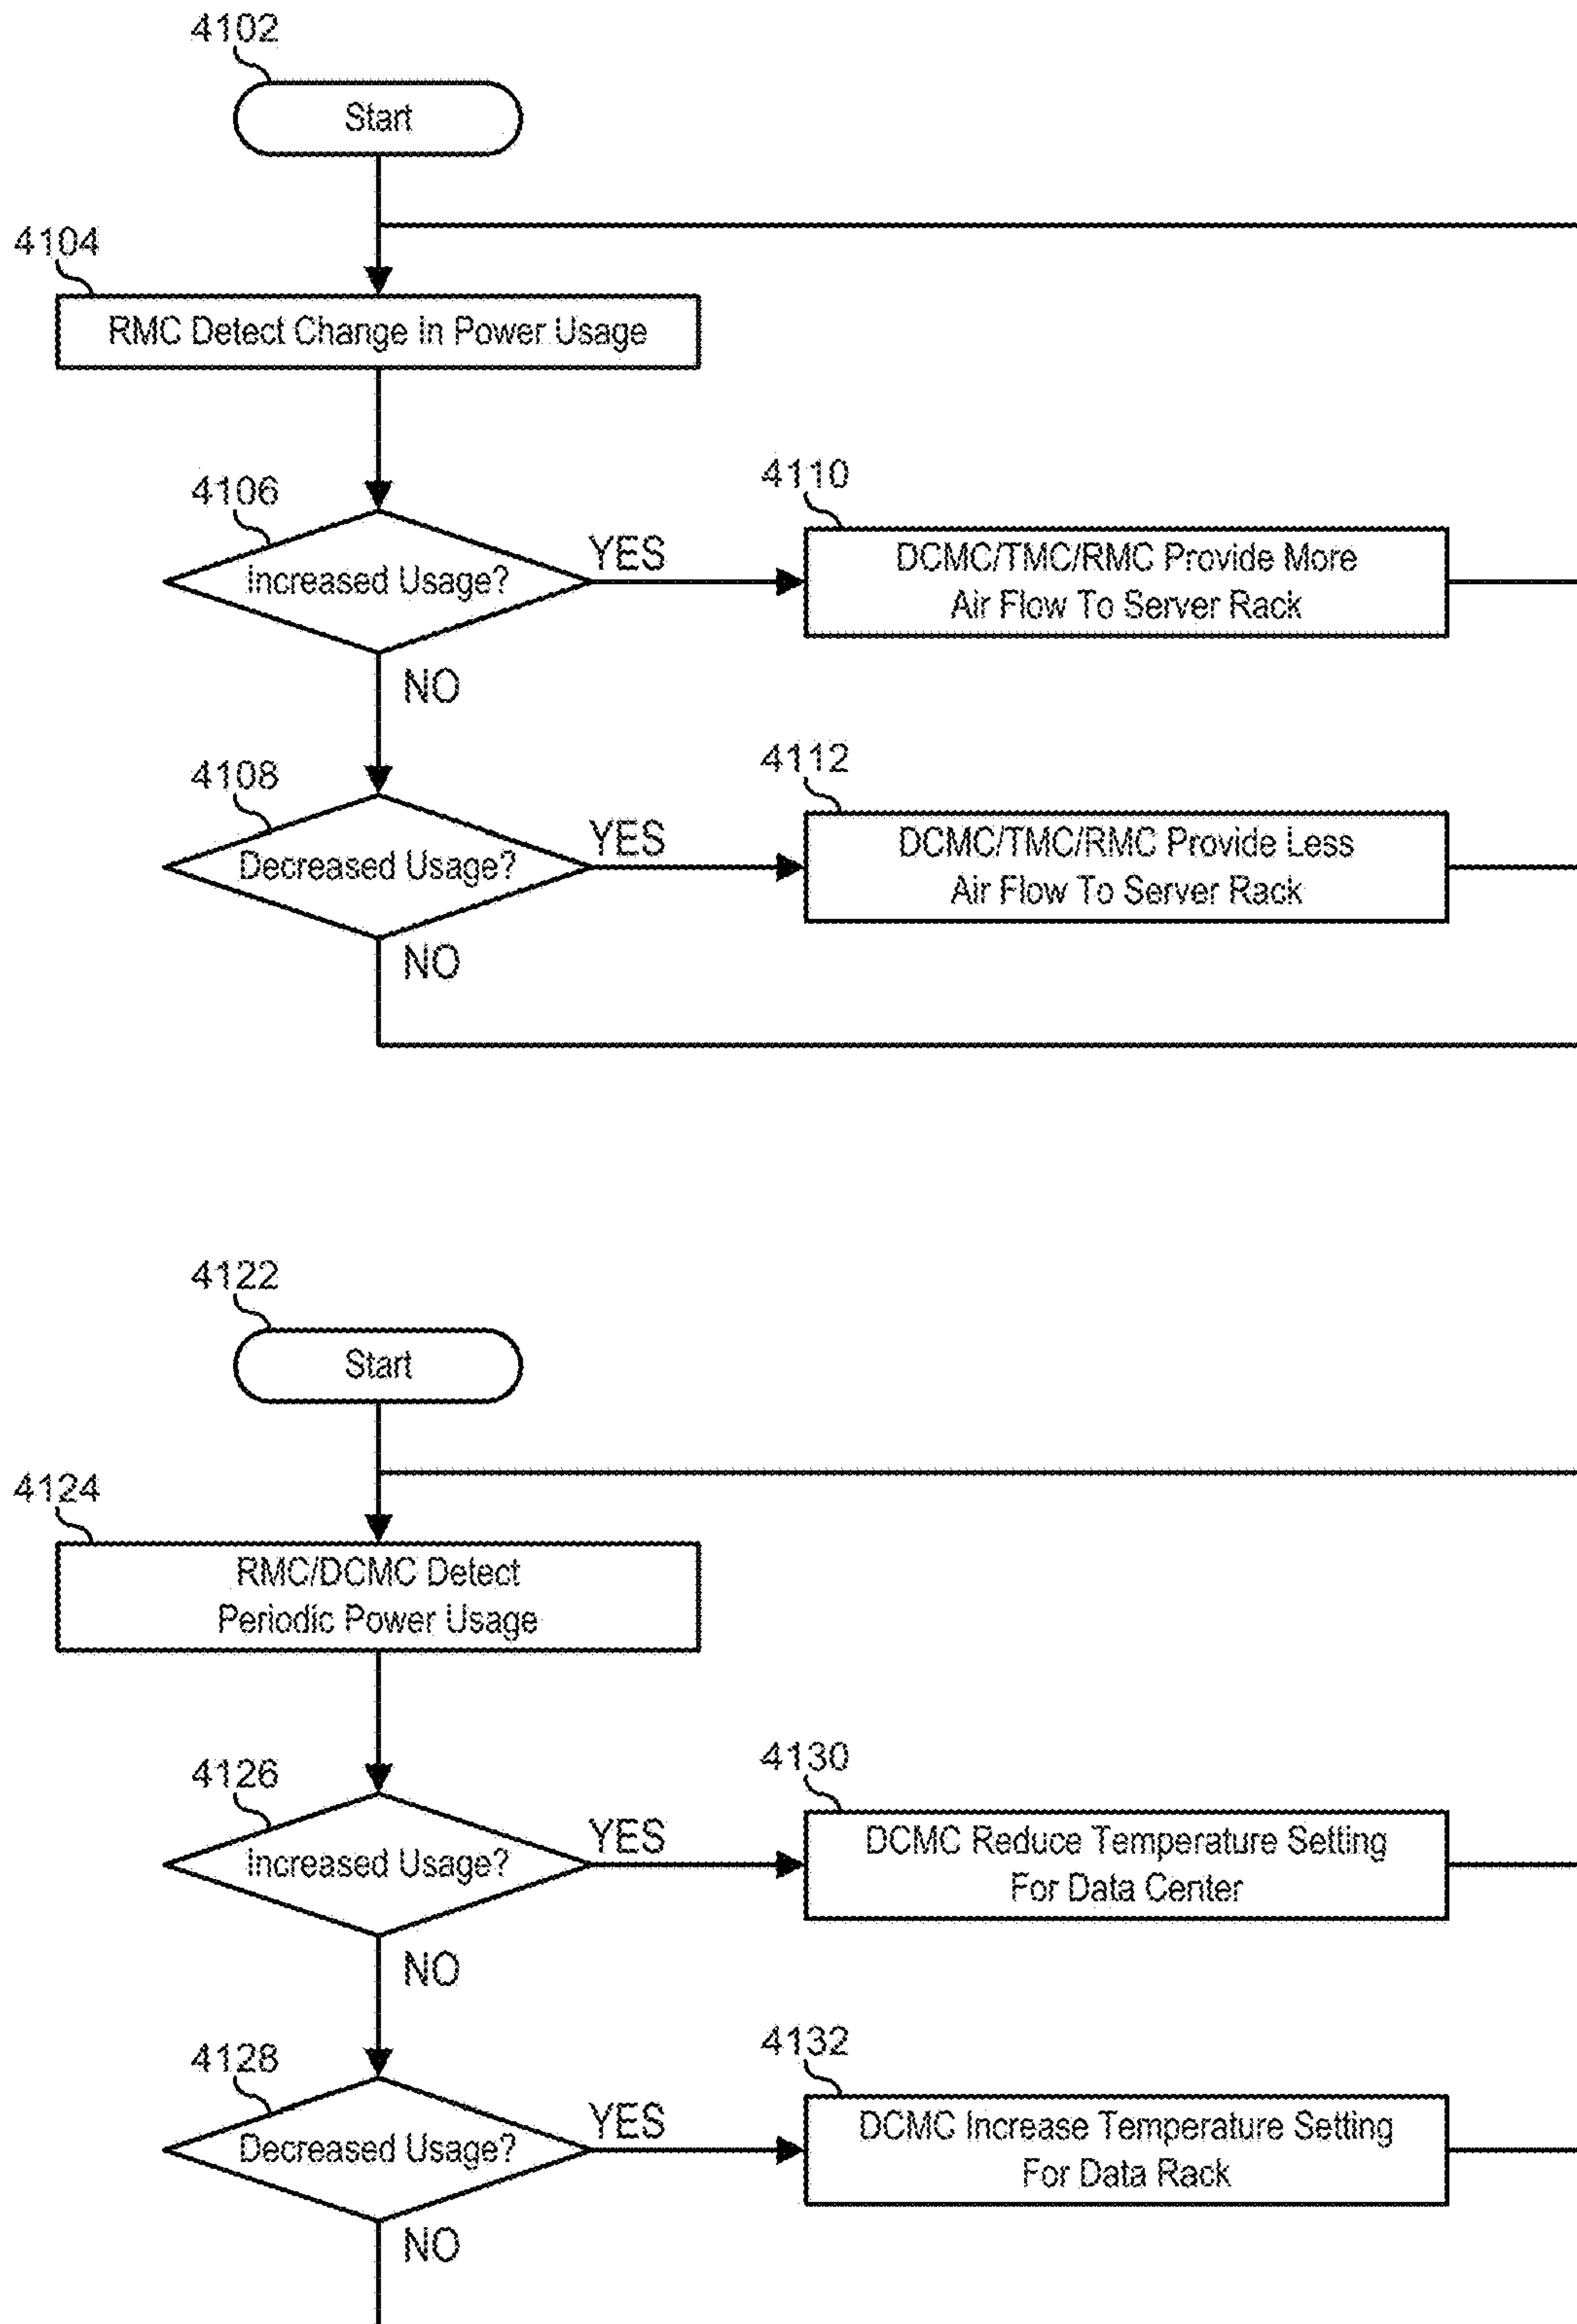 4102
Start
4104
RMC Detect Change In Power Usage
4106
Increased Usage?
YES
4110
DCMC/TMC/RMC Provide More
Air Flow To Server Rack
NO
4108
Decreased Usage?
YES
4112
DCMC/TMC/RMC Provide Less
Air Flow To Server Rack
NO
4122
Start
4124
RMC/DCMC Detect
Periodic Power Usage
4126
Increased Usage?
YES
4130
DCMC Reduce Temperature Setting
For Data Center
NO
4128
Decreased Usage?
YES
4132
DCMC Increase Temperature Setting
For Data Rack
NO